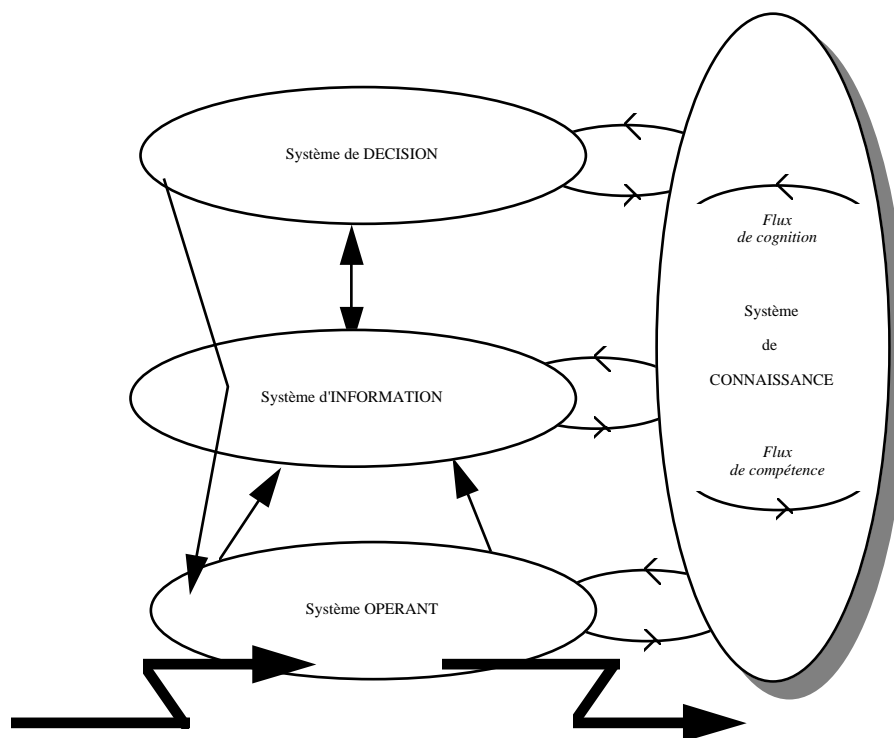 Système de DECISION
Flux
de cognition
Système
de
CONNAISSANCE
Système d'INFORMATION
Flux
de compétence
Système OPERANT